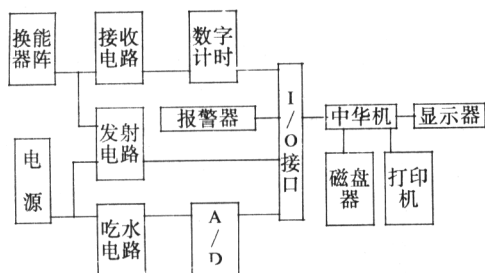 换能
器阵
接收
电路
数字
计时
报警器
发射
电路
I/O接口
中华机
显示器
电
源
磁盘
器
打印
机
吃水
电路
A/D